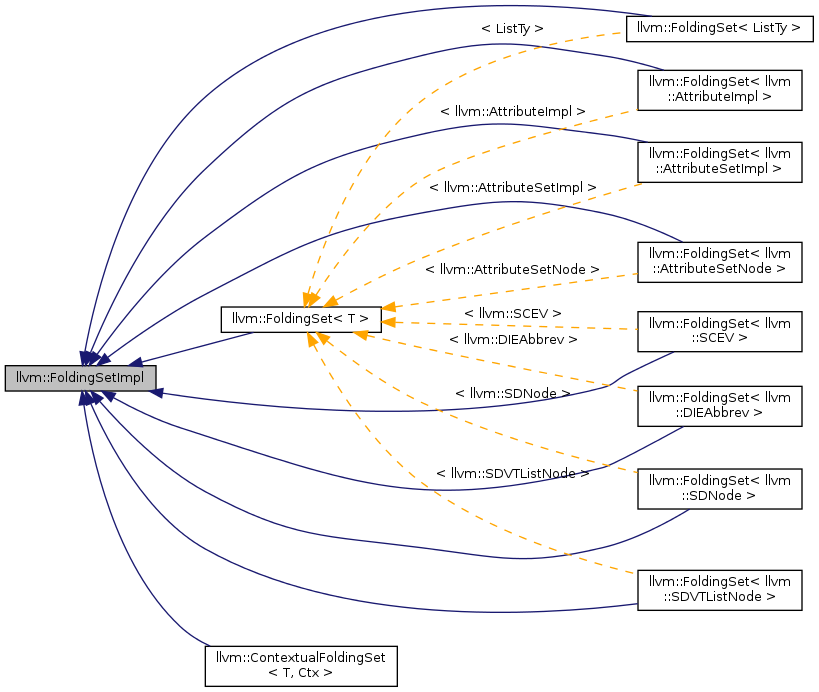 < ListTy >
llvm::FoldingSet< ListTy >
llvm::FoldingSet< llvm
::AttributeImpl >
< llvm::AttributeImpl >
llvm::FoldingSet< llvm
::AttributeSetImpl >
< llvm::AttributeSetImpl >
llvm::FoldingSet< llvm
::AttributeSetNode >
< llvm::AttributeSetNode >
llvm::FoldingSet< T >
< llvm::SCEV >
llvm::FoldingSet< llvm
::SCEV >
< llvm::DIEAbbrev >
llvm::FoldingSetImpl
< llvm::SDNode >
llvm::FoldingSet< llvm
::DIEAbbrev >
< llvm::SDVTListNode >
llvm::FoldingSet< llvm
::SDNode >
llvm::FoldingSet< llvm
::SDVTListNode >
llvm::ContextualFoldingSet
< T, Ctx >